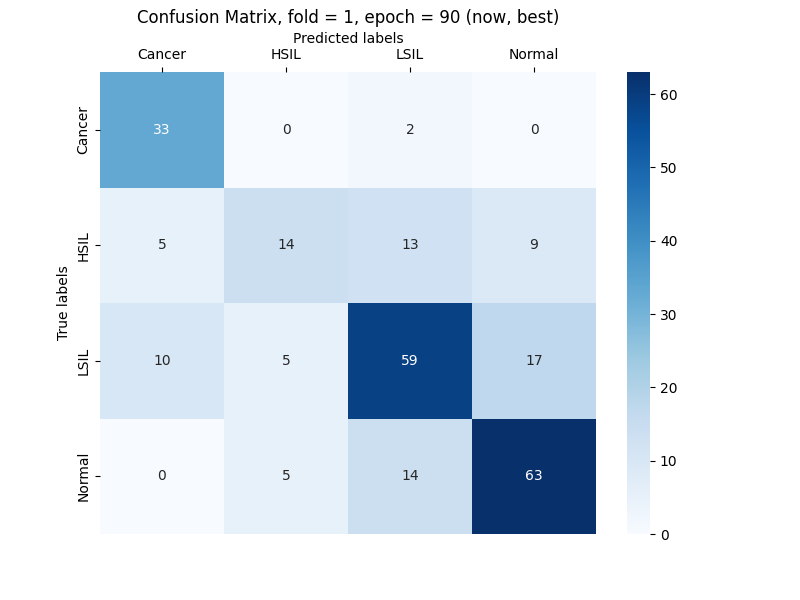 Confusion Matrix, fold = 1, epoch = 90 (now, best)
Predicted labels
Cancer HSIL LSIL Normal
True labels
Cancer 33 0 2 0
HSIL 5 14 13 9
LSIL 10 5 59 17
Normal 0 5 14 63
60
50
40
30
20
10
0